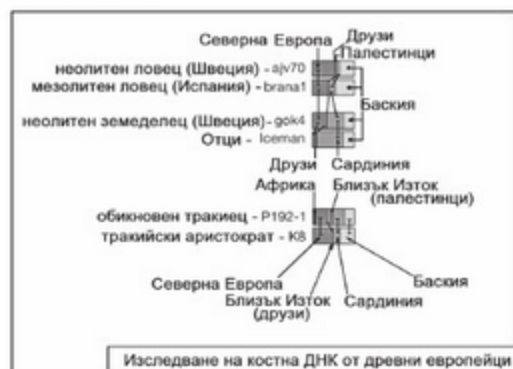 Северна Европа
Друзи
Палестинци
неолитен ловец (Швеция) - ajv70
мезолитен ловец (Испания) - brana1
Баския
неолитен земеделец (Швеция) - gok4
Отци - Iceman
Друзи
Сардиния
Африка
Близък Изток
(палестинци)
обикновен тракиец - P192-1
тракийски аристократ - K8
Северна Европа
Баския
Близък Изток
(друзи)
Сардиния
Изследване на костна ДНК от древни европейци